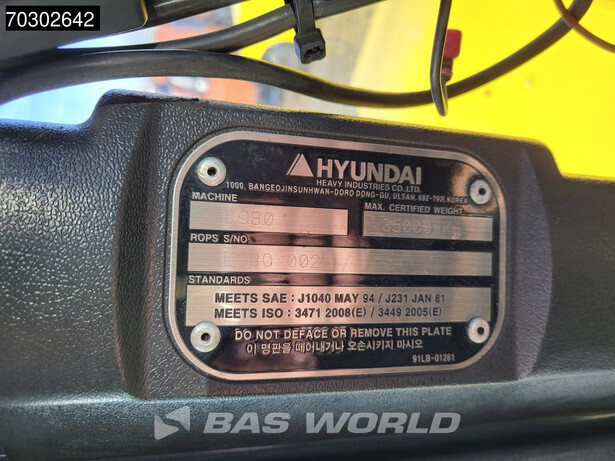 70302642
HYUNDAI
HEAVY INDUSTRIES CO., LTD.
1000, BANGEOJINSUNHWAN-DORO DONG-GU, ULSAN, 682-792, KOREA
MACHINE MAX. CERTIFIED WEIGHT
980
ROPS S/NO.
002
STANDARDS
MEETS SAE : J1040 MAY 94 / J231 JAN 81
MEETS ISO : 3471 2008(E) / 3449 2005(E)
DO NOT DEFACE OR REMOVE THIS PLATE
이 명판을 떼어내거나 오손시키지 마시오
91LB-01281
BAS WORLD